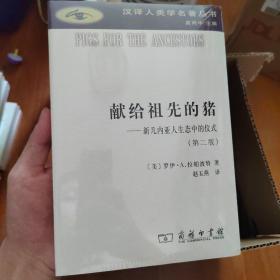 汉译人类学名著丛书
PIGS FOR THE ANCESTORS
献给祖先的猪
——新几内亚人生态中的仪式
（第二版）
〔美〕罗伊·A.拉帕波特 著
赵玉燕 译
商务印书馆